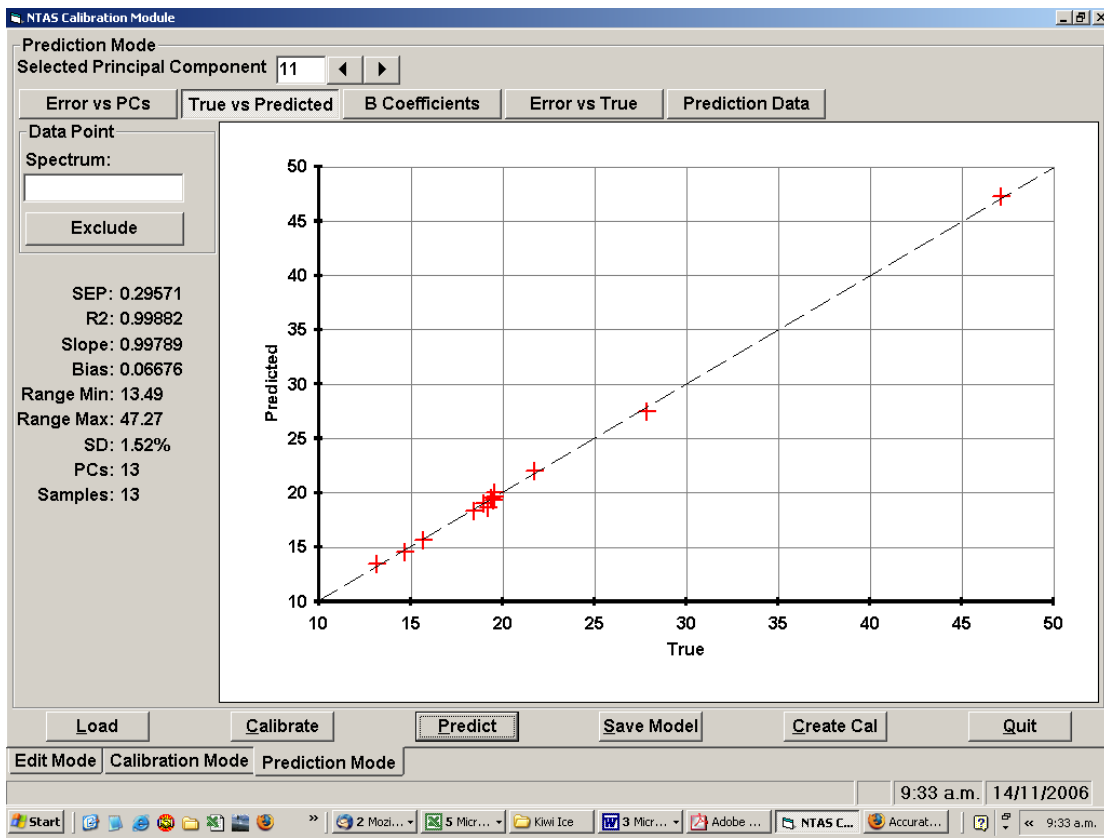 NTAS Calibration Module
Prediction Mode
Selected Principal Component 11
Error vs PCs True vs Predicted B Coefficients Error vs True Prediction Data
Data Point
Spectrum:
Exclude
SEP: 0.29571
R2: 0.99882
Slope: 0.99789
Bias: 0.06676
Range Min: 13.49
Range Max: 47.27
SD: 1.52%
PCs: 13
Samples: 13
50
45
40
35
30
25
20
15
10
Predicted
10 15 20 25 30 35 40 45 50
True
Load Calibrate Predict Save Model Create Cal Quit
Edit Mode Calibration Mode Prediction Mode
9:33 a.m. 14/11/2006
Start » 2 Mozi... 5 Micr... Kiwi Ice 3 Micr... Adobe ... NTAS C... Accurat... « 9:33 a.m.